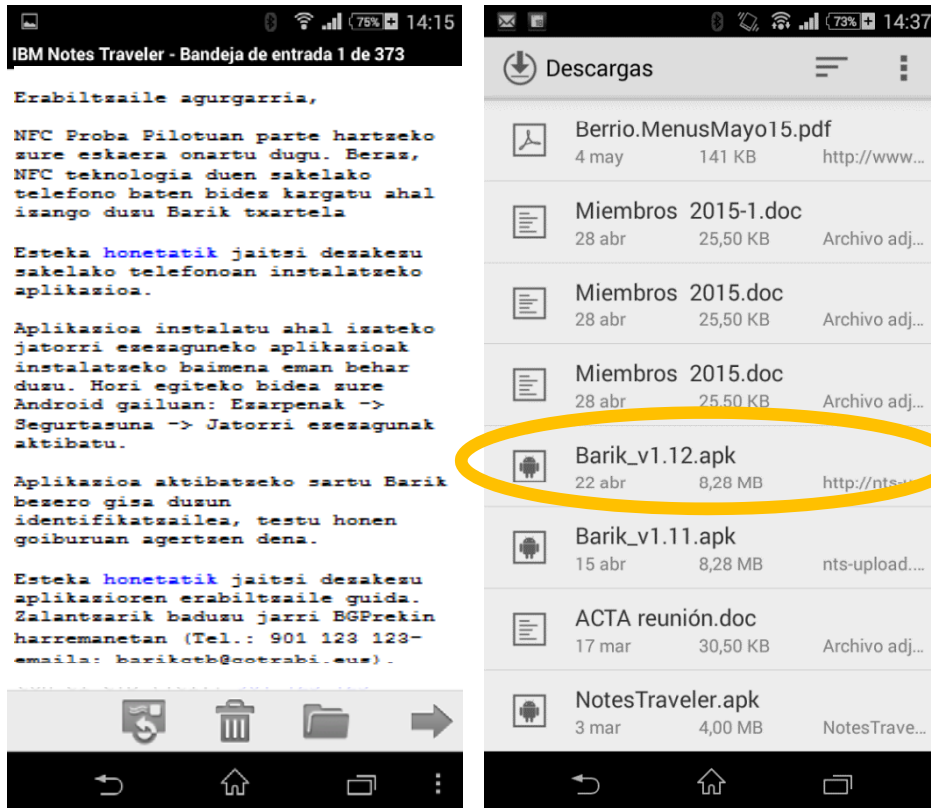 75% 14:15
IBM Notes Traveler - Bandeja de entrada 1 de 373
Erabiltzaile agurgarria,
NFC Proba Pilotuan parte hartzeko
zure eskaera onartu dugu. Beraz,
NFC teknologia duen sakelako
telefono baten bidez kargatu ahal
izango duzu Barik txartela
Esteka honetatik jaitsi dezakezu
sakelako telefonoan instalatzeko
aplikazioa.
Aplikazioa instalatu ahal izateko
jatorri ezezaguneko aplikazioak
instalatzeko baimena eman behar
duzu. Hori egiteko bidea zure
Android gailuan: Ezarpenak ->
Segurtasuna -> Jatorri ezezagunak
aktibatu.
Aplikazioa aktibatzeko sartu Barik
bezero gisa duzun
identifikatzailea, testu honen
goiburuan agertzen dena.
Esteka honetatik jaitsi dezakezu
aplikazioren erabiltzaile guida.
Zalantzarik baduzu jarri BGPrekin
harremanetan (Tel.: 901 123 123-
emaila: barikctb@cotrabi.eus).
73% 14:37
Descargas
Berrio.MenusMayo15.pdf
4 may 141 KB http://www...
Miembros 2015-1.doc
28 abr 25,50 KB Archivo adj...
Miembros 2015.doc
28 abr 25,50 KB Archivo adj...
Miembros 2015.doc
28 abr 25,50 KB Archivo adj...
Barik_v1.12.apk
22 abr 8,28 MB http://nts-u
Barik_v1.11.apk
15 abr 8,28 MB nts-upload....
ACTA reunión.doc
17 mar 30,50 KB Archivo adj...
NotesTraveler.apk
3 mar 4,00 MB NotesTrave...